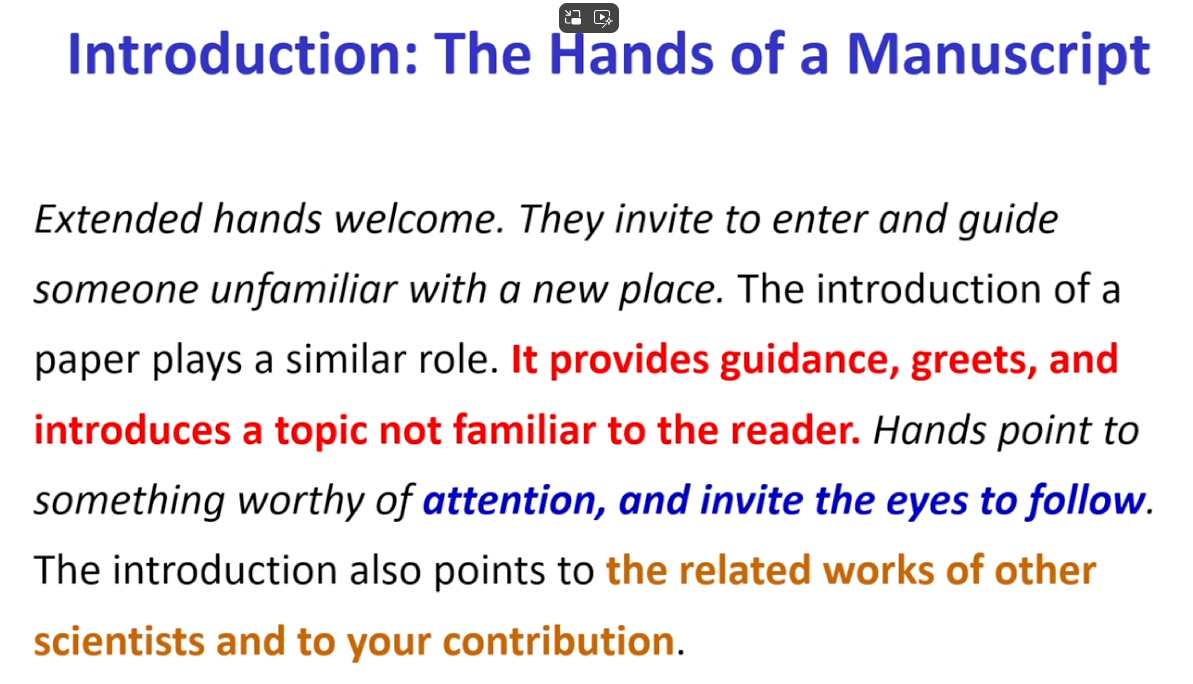 Introduction: The Hands of a Manuscript
Extended hands welcome. They invite to enter and guide
someone unfamiliar with a new place. The introduction of a
paper plays a similar role. It provides guidance, greets, and
introduces a topic not familiar to the reader. Hands point to
something worthy of attention, and invite the eyes to follow.
The introduction also points to the related works of other
scientists and to your contribution.